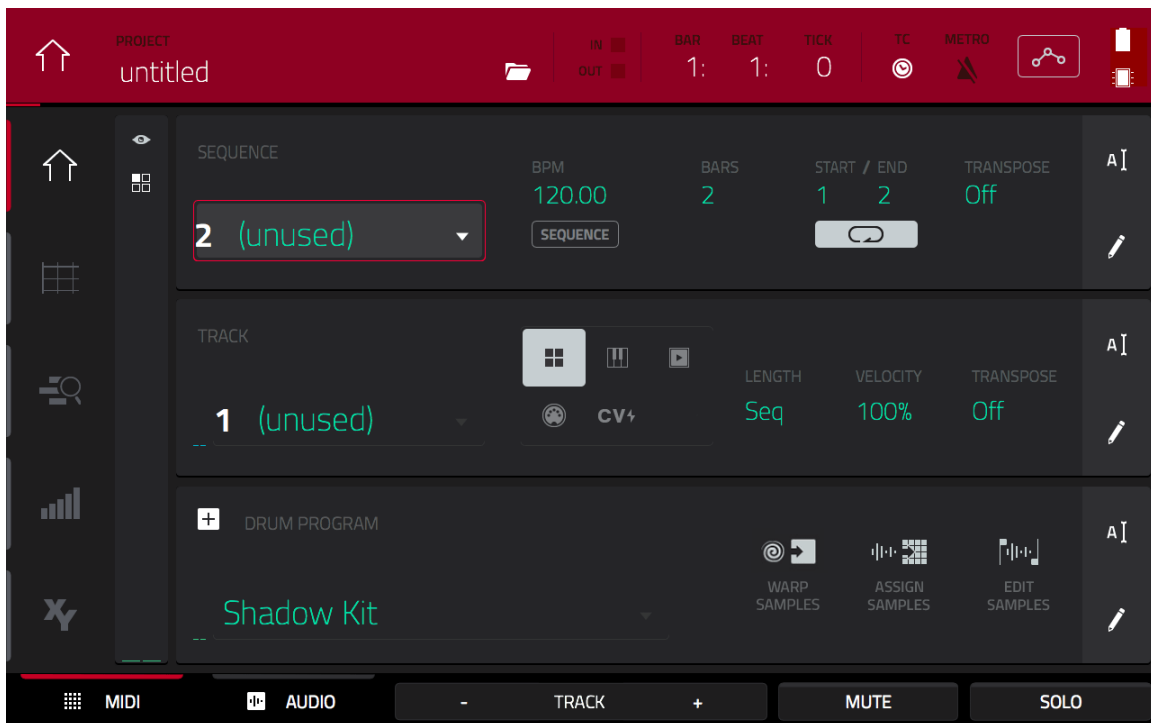 PROJECT
untitled
IN
OUT
BAR BEAT TICK TC METRO
1: 1: 0
SEQUENCE
2 (unused)
BPM
120.00
SEQUENCE
BARS
2
START / END
1 2
TRANSPOSE
Off
TRACK
1 (unused)
CV
LENGTH
Seq
VELOCITY
100%
TRANSPOSE
Off
DRUM PROGRAM
Shadow Kit
WARP
SAMPLES
ASSIGN
SAMPLES
EDIT
SAMPLES
A
A
A
XY
MIDI AUDIO - TRACK + MUTE SOLO